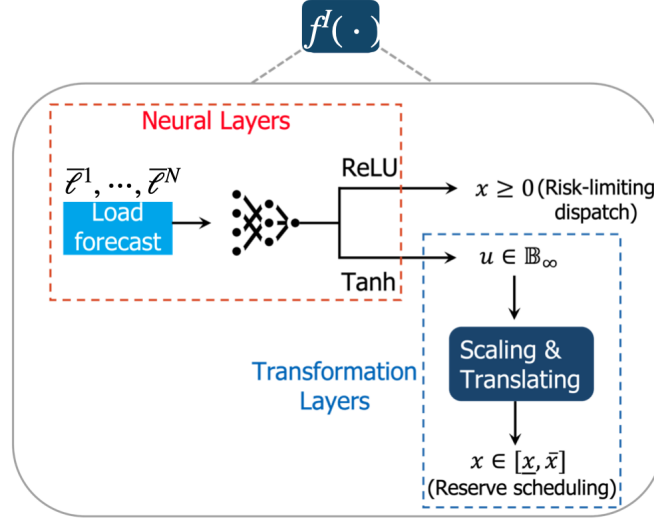 f^I(·)
Neural Layers
ℓ̅^1, ⋯, ℓ̅^N
Load
forecast
ReLU
x ≥ 0 (Risk-limiting
dispatch)
Tanh
u ∈ 𝔹_∞
Transformation
Layers
Scaling &
Translating
x ∈ [x̲, x̄]
(Reserve scheduling)